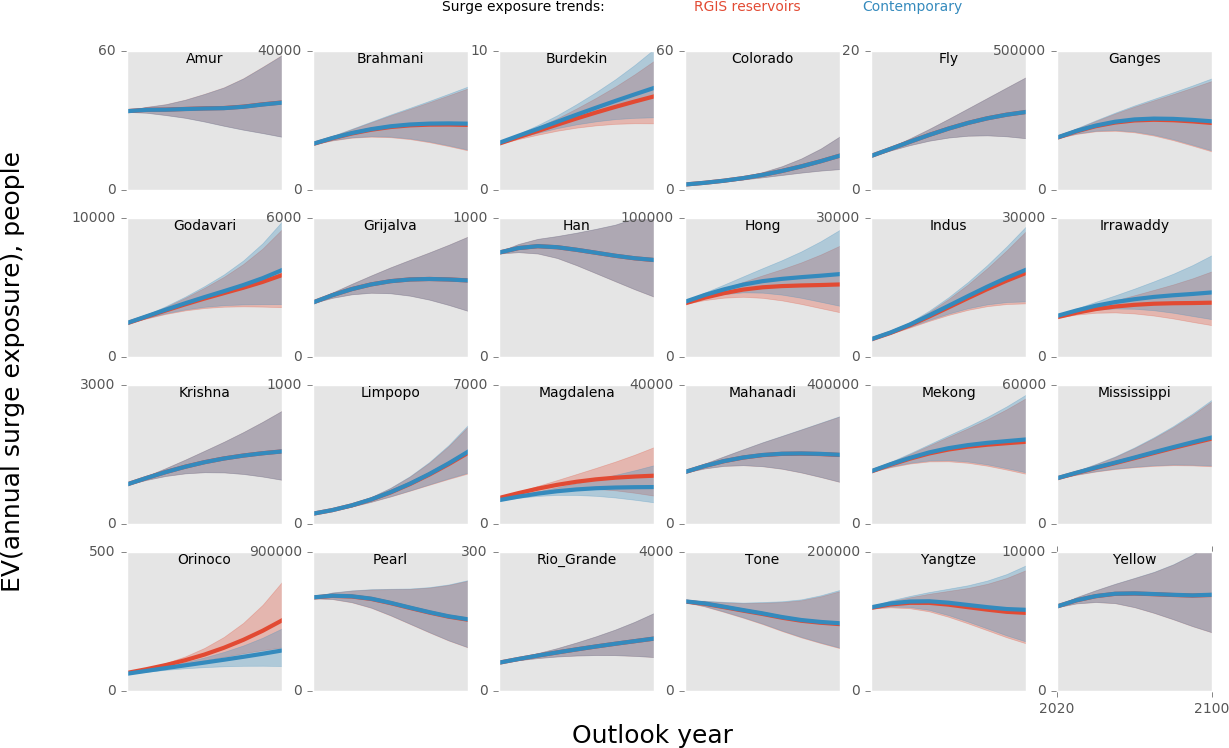 Surge exposure trends: RGIS reservoirs Contemporary
60 40000 10 60 20 500000
Amur Brahmani Burdekin Colorado Fly Ganges
0 0 0 0 0 0
10000 6000 1000 100000 30000 30000
Godavari Grijalva Han Hong Indus Irrawaddy
0 0 0 0 0 0
3000 1000 7000 40000 400000 60000
Krishna Limpopo Magdalena Mahanadi Mekong Mississippi
0 0 0 0 0 0
500 900000 300 4000 200000 10000
Orinoco Pearl Rio_Grande Tone Yangtze Yellow
0 0 0 0 0 0
2020 2100
Outlook year
EV(annual surge exposure), people